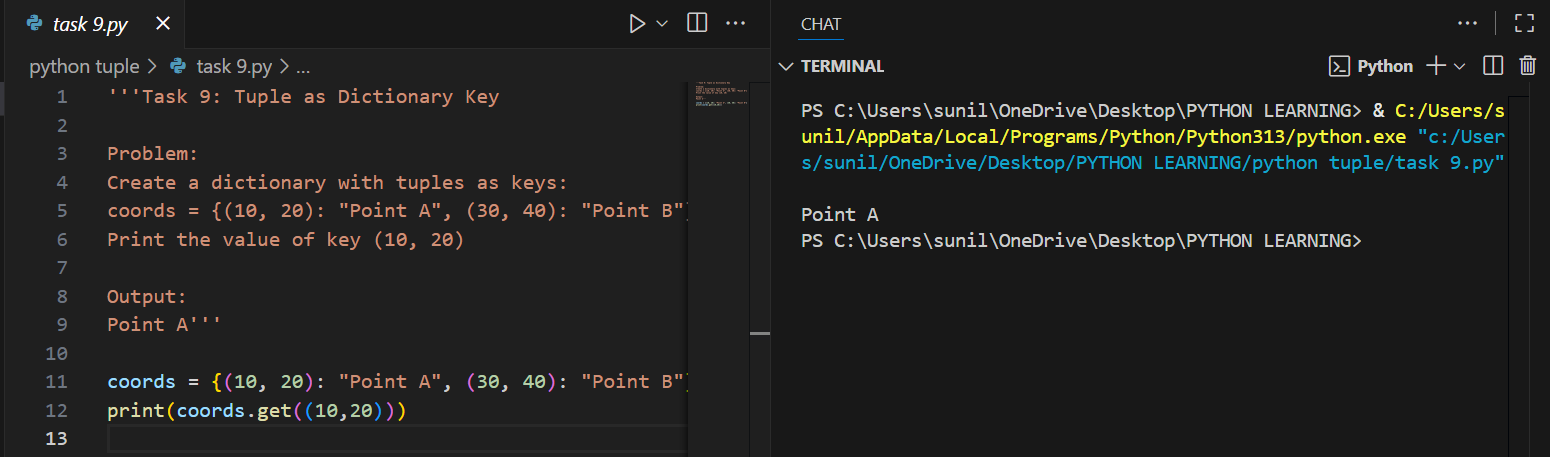 task 9.py
python tuple > task 9.py > ...
1 '''Task 9: Tuple as Dictionary Key
2
3 Problem:
4 Create a dictionary with tuples as keys:
5 coords = {(10, 20): "Point A", (30, 40): "Point B"}
6 Print the value of key (10, 20)
7
8 Output:
9 Point A'''
10
11 coords = {(10, 20): "Point A", (30, 40): "Point B"}
12 print(coords.get((10,20)))
13
CHAT
TERMINAL
Python
PS C:\Users\sunil\OneDrive\Desktop\PYTHON LEARNING> & C:/Users/s
unil/AppData/Local/Programs/Python/Python313/python.exe "c:/User
s/sunil/OneDrive/Desktop/PYTHON LEARNING/python tuple/task 9.py"
Point A
PS C:\Users\sunil\OneDrive\Desktop\PYTHON LEARNING>